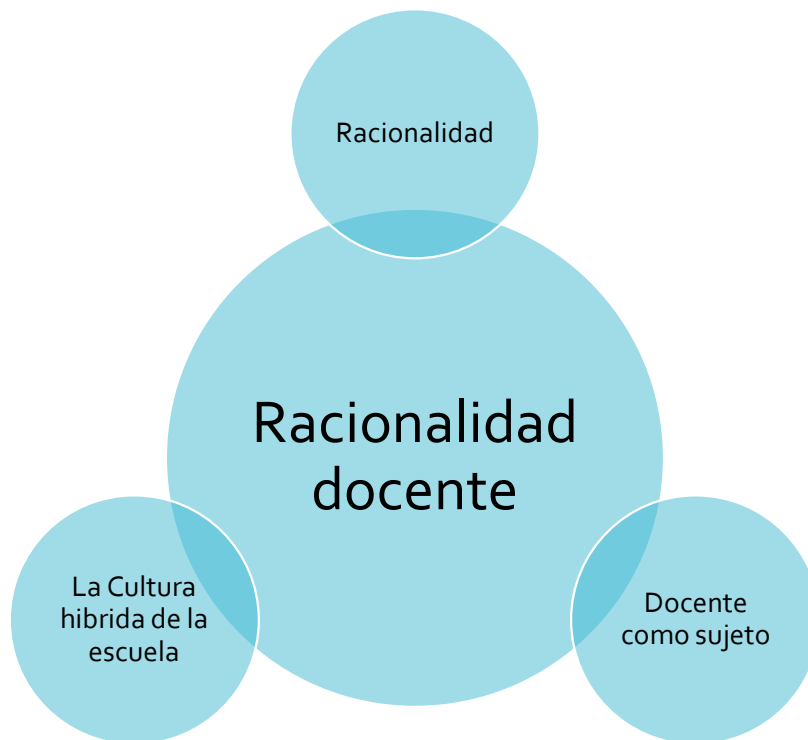 Racionalidad
Racionalidad
docente
La Cultura
hibrida de la
escuela
Docente
como sujeto